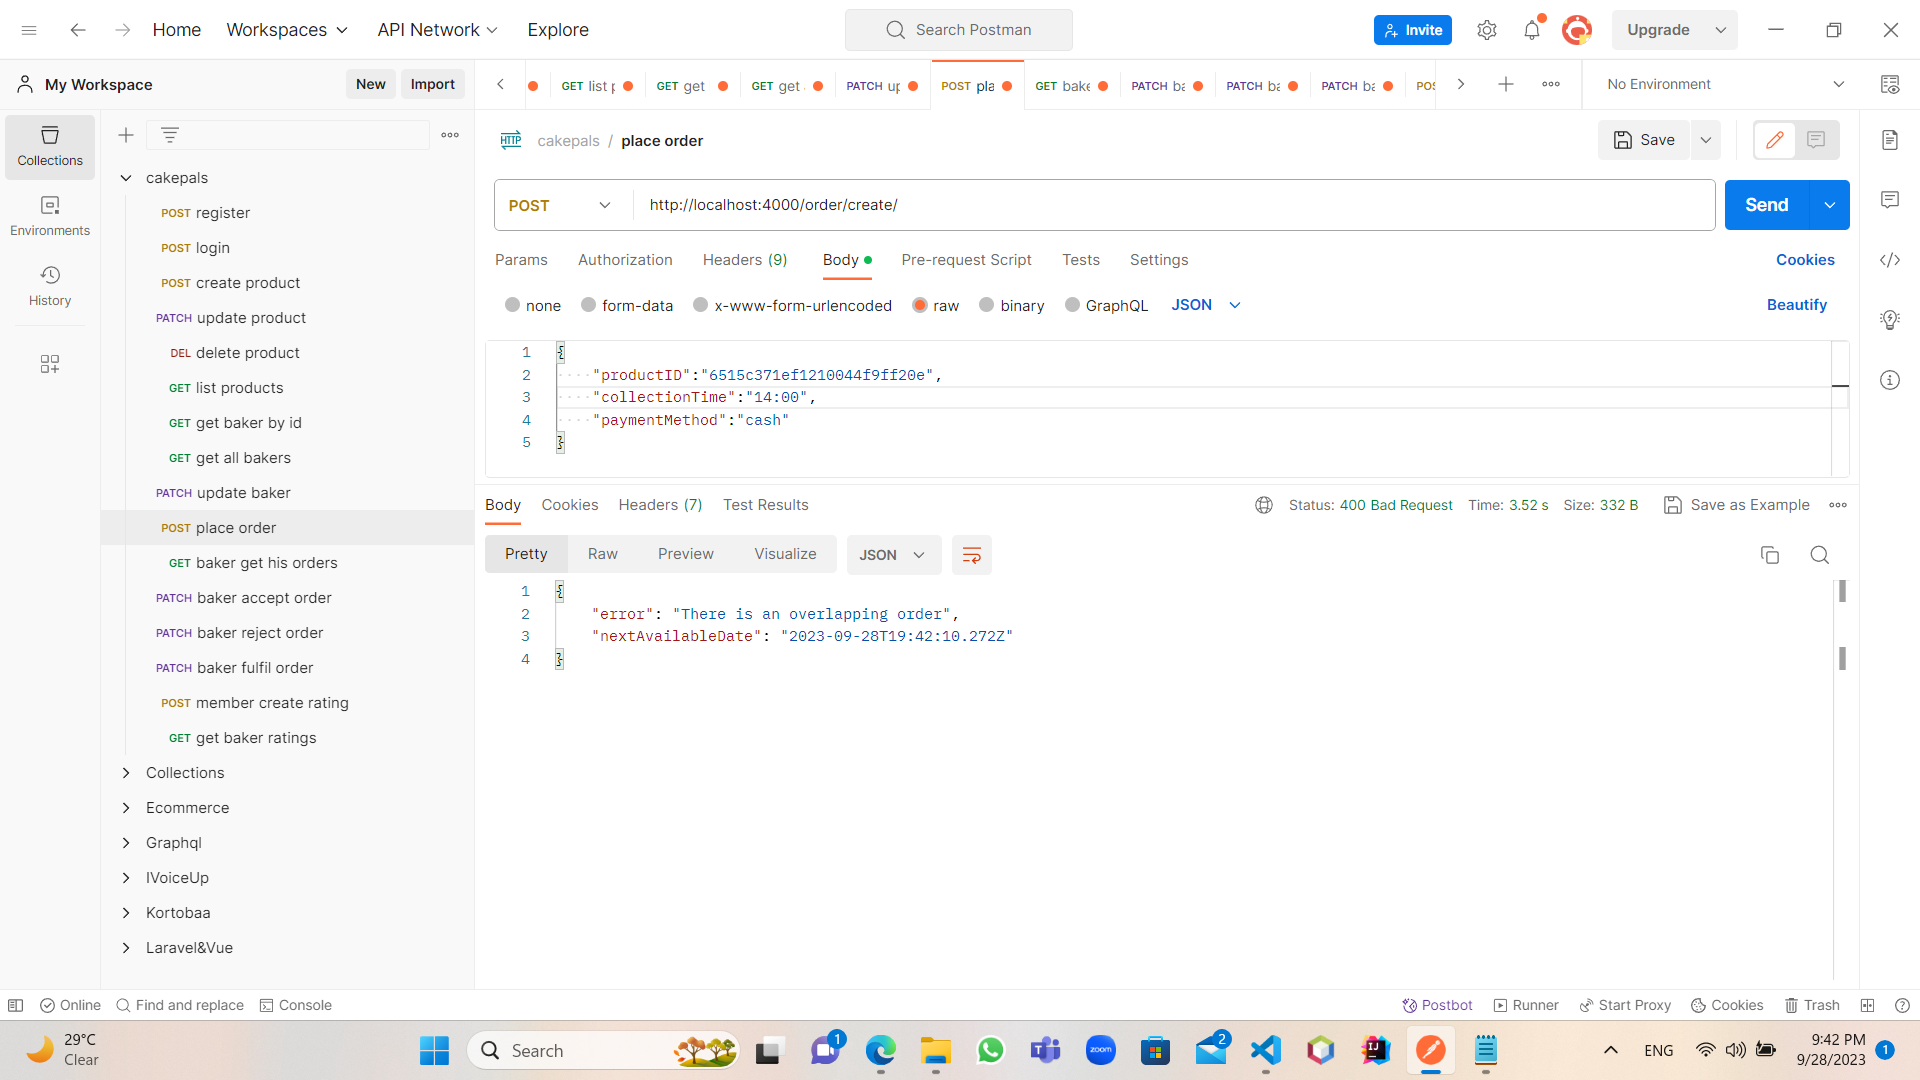 Home Workspaces API Network Explore Search Postman Invite Upgrade
My Workspace New Import GET list p GET get GET get PATCH up POST pla GET bake PATCH ba PATCH ba PATCH ba POS No Environment
Collections
Environments
History
cakepals
POST register
POST login
POST create product
PATCH update product
DEL delete product
GET list products
GET get baker by id
GET get all bakers
PATCH update baker
POST place order
GET baker get his orders
PATCH baker accept order
PATCH baker reject order
PATCH baker fulfil order
POST member create rating
GET get baker ratings
Collections
Ecommerce
Graphql
IVoiceUp
Kortobaa
Laravel&Vue
HTTP cakepals / place order Save
POST http://localhost:4000/order/create/ Send
Params Authorization Headers (9) Body Pre-request Script Tests Settings Cookies
none form-data x-www-form-urlencoded raw binary GraphQL JSON Beautify
1 {
2 "productID":"6515c371ef1210044f9ff20e",
3 "collectionTime":"14:00",
4 "paymentMethod":"cash"
5 }
Body Cookies Headers (7) Test Results Status: 400 Bad Request Time: 3.52 s Size: 332 B Save as Example
Pretty Raw Preview Visualize JSON
1 {
2 "error": "There is an overlapping order",
3 "nextAvailableDate": "2023-09-28T19:42:10.272Z"
4 }
Online Find and replace Console Postbot Runner Start Proxy Cookies Trash
29°C
Clear
Search
1
zoom
2
ENG
9:42 PM
9/28/2023
1